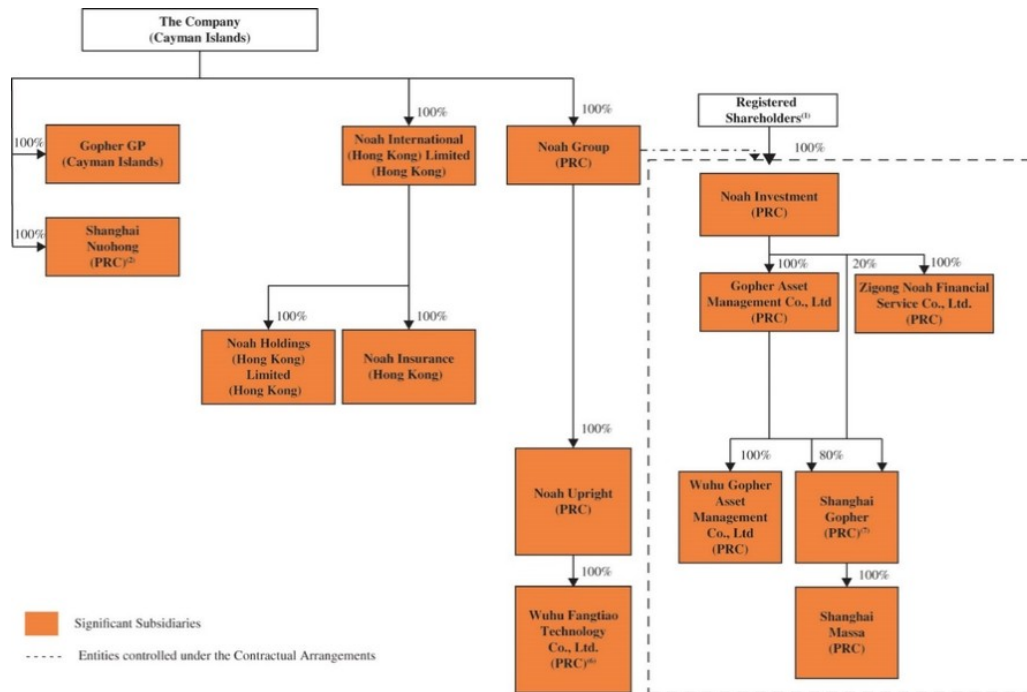 The Company
(Cayman Islands)
100%
100%
Registered
Shareholders(1)
100%
Gopher GP
(Cayman Islands)
Noah International
(Hong Kong) Limited
(Hong Kong)
Noah Group
(PRC)
100%
Noah Investment
(PRC)
100%
Shanghai
Nuohong
(PRC)(2)
100%
20%
100%
Gopher Asset
Management Co., Ltd
(PRC)
Zigong Noah Financial
Service Co., Ltd.
(PRC)
100%
100%
Noah Holdings
(Hong Kong)
Limited
(Hong Kong)
Noah Insurance
(Hong Kong)
100%
100%
80%
Noah Upright
(PRC)
Wuhu Gopher
Asset
Management
Co., Ltd
(PRC)
Shanghai
Gopher
(PRC)(7)
100%
100%
Wuhu Fangtiao
Technology
Co., Ltd.
(PRC)(6)
Shanghai
Massa
(PRC)
Significant Subsidiaries
Entities controlled under the Contractual Arrangements